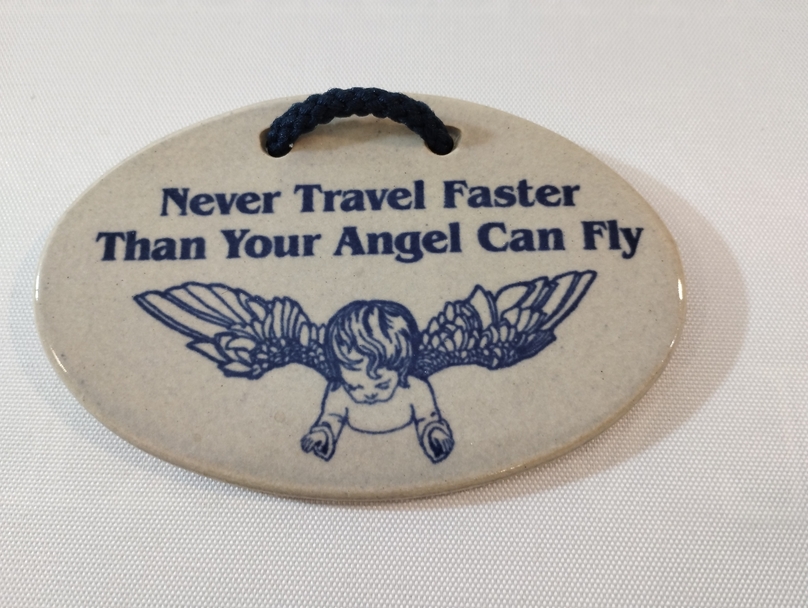 Never Travel Faster
Than Your Angel Can Fly